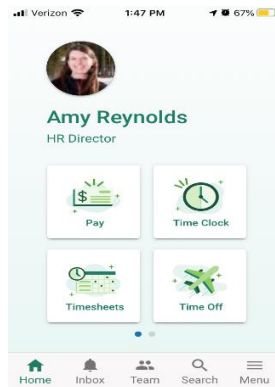 Verizon 1:47 PM 67%
Amy Reynolds
HR Director
$
Pay Time Clock
Timesheets Time Off
Home Inbox Team Search Menu